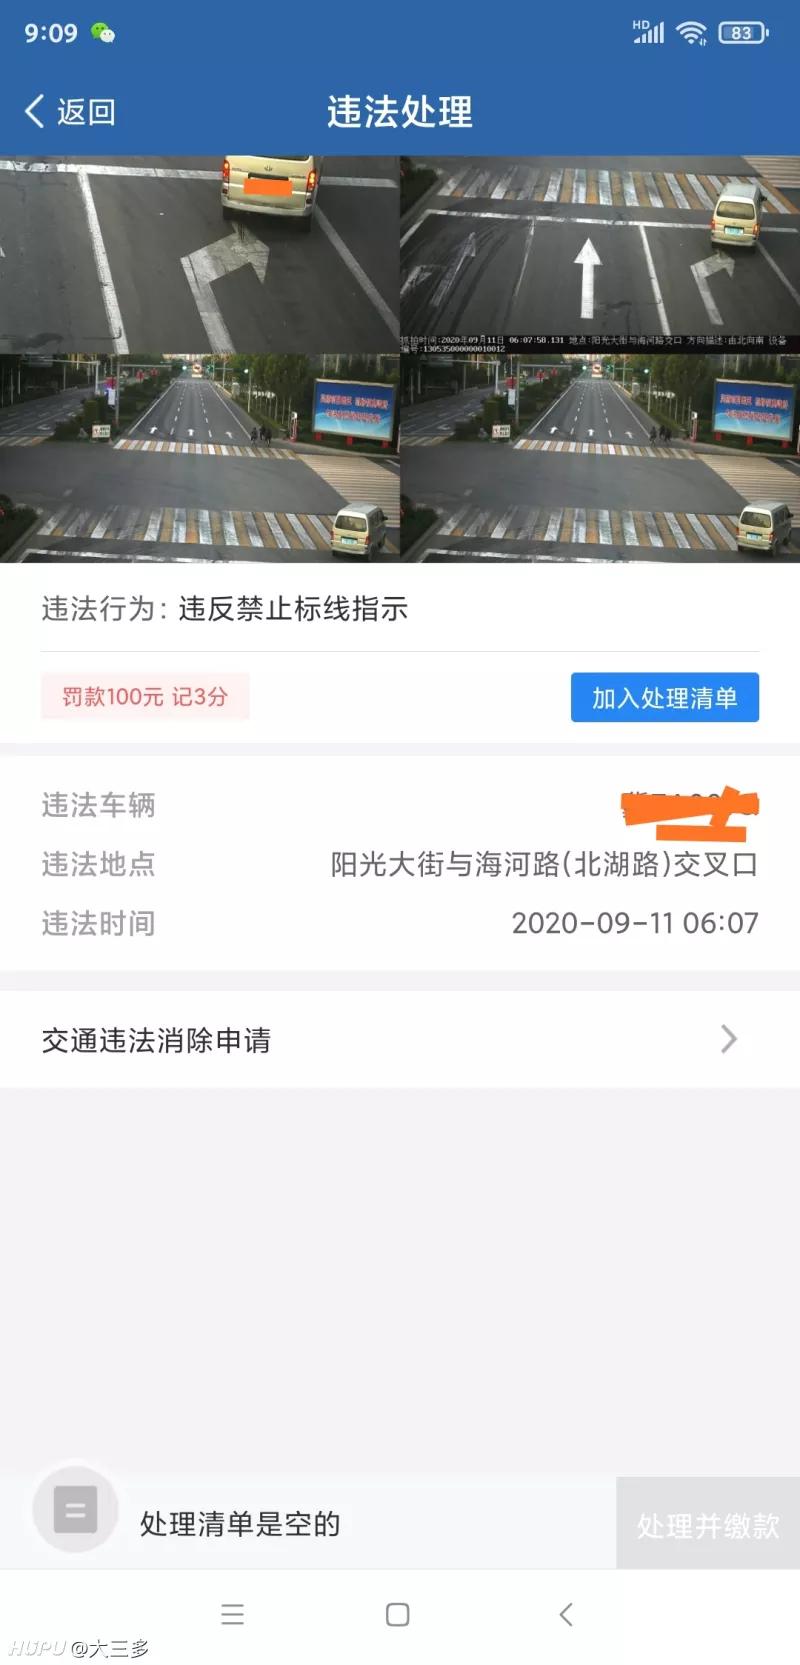 9:09
HD
83
返回
违法处理
抓拍时间:2020年09月11日 06:07:58.131 地点:阳光大街与海河路交口 方向描述:由北向南 设备
编号:130535000000010012
违法行为: 违反禁止标线指示
罚款100元 记3分
加入处理清单
违法车辆
违法地点 阳光大街与海河路(北湖路)交叉口
违法时间 2020-09-11 06:07
交通违法消除申请
处理清单是空的
处理并缴款
HUPU @大三多